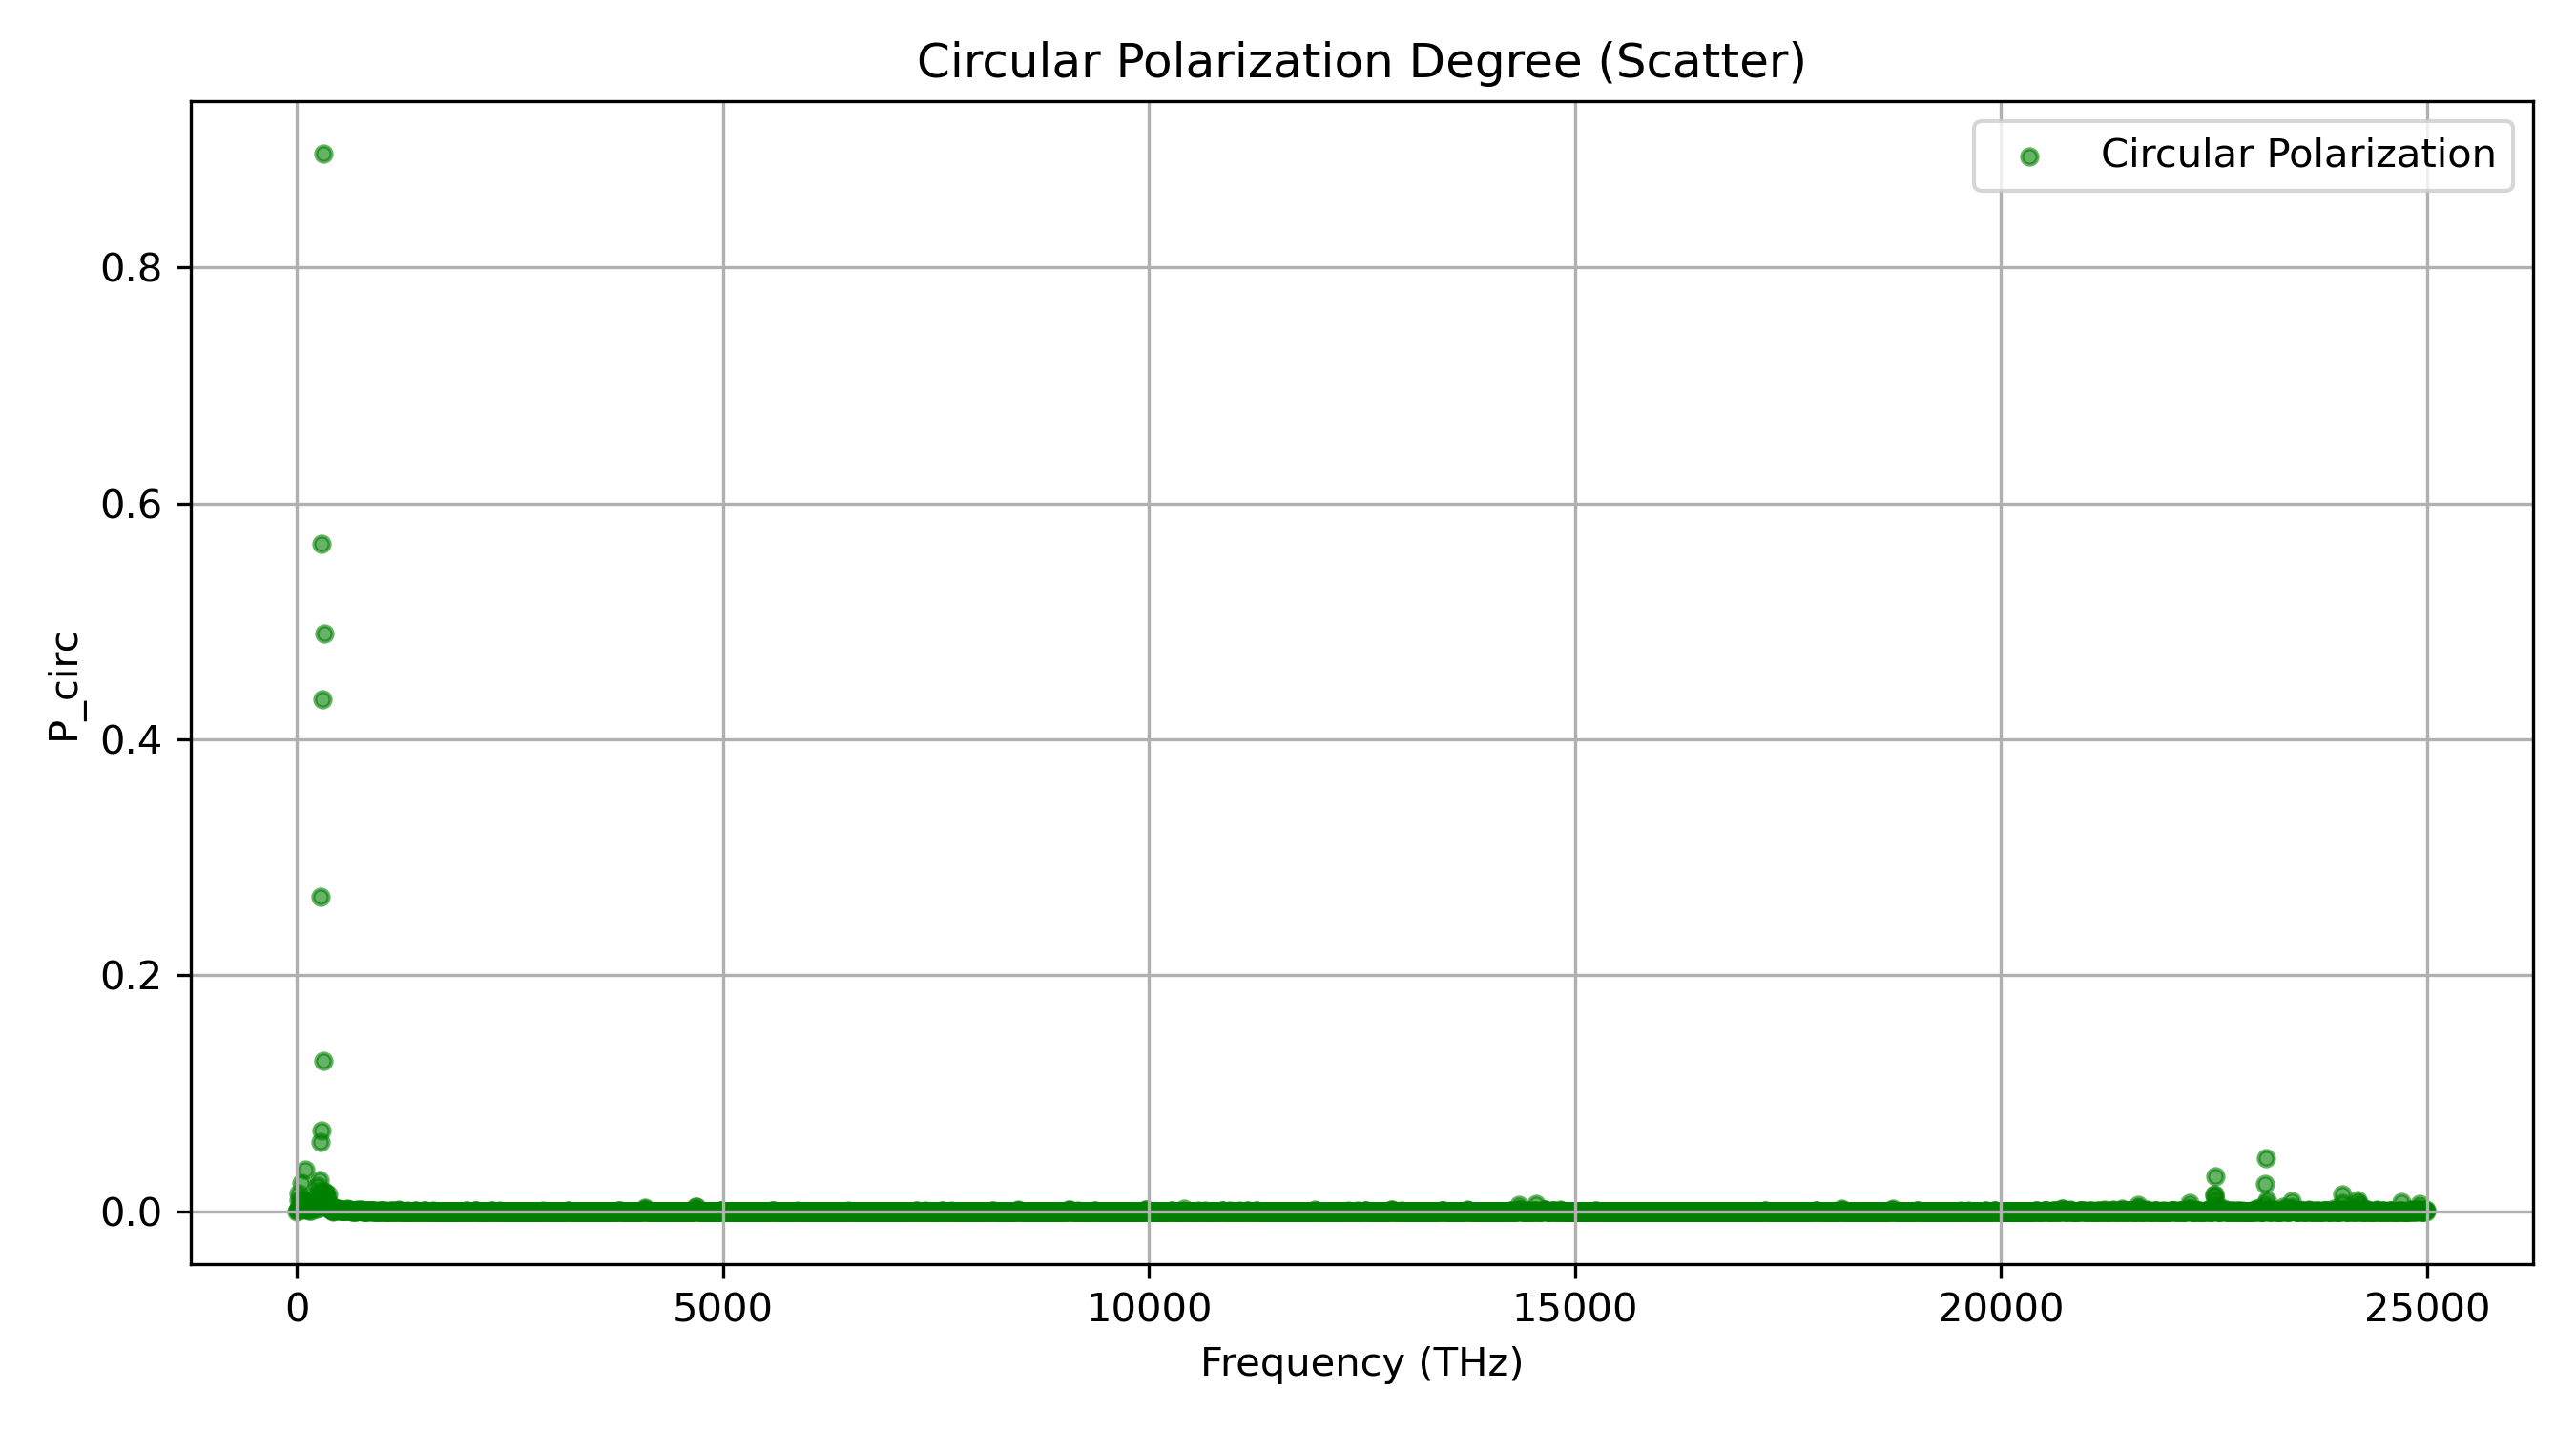 Circular Polarization Degree (Scatter)
Circular Polarization
0.8
0.6
0.4
0.2
0.0
P_circ
0 5000 10000 15000 20000 25000
Frequency (THz)